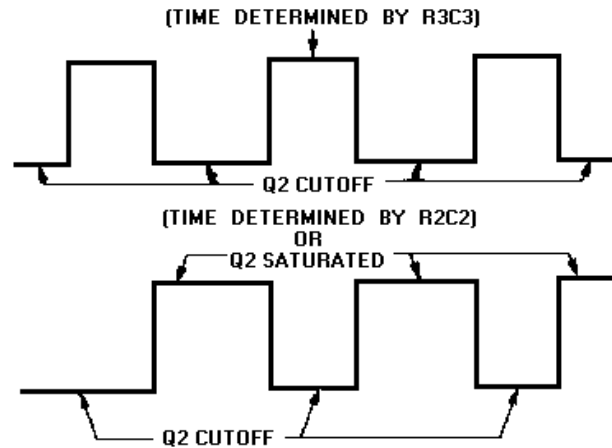 (TIME DETERMINED BY R3C3)
Q2 CUTOFF
(TIME DETERMINED BY R2C2)
OR
Q2 SATURATED
Q2 CUTOFF